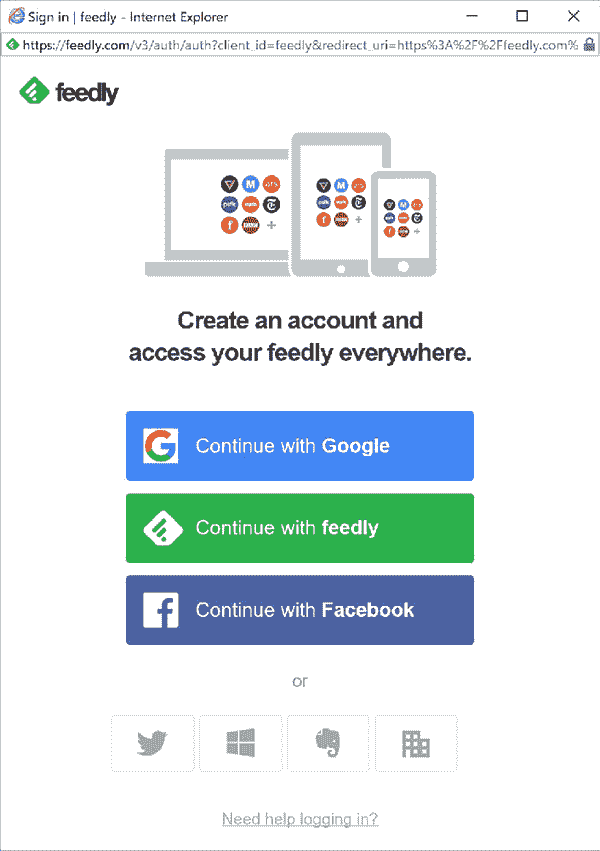 Sign in | feedly - Internet Explorer
https://feedly.com/v3/auth/auth?client_id=feedly&redirect_uri=https%3A%2F%2Ffeedly.com%
feedly
Create an account and
access your feedly everywhere.
Continue with Google
Continue with feedly
Continue with Facebook
or
Need help logging in?